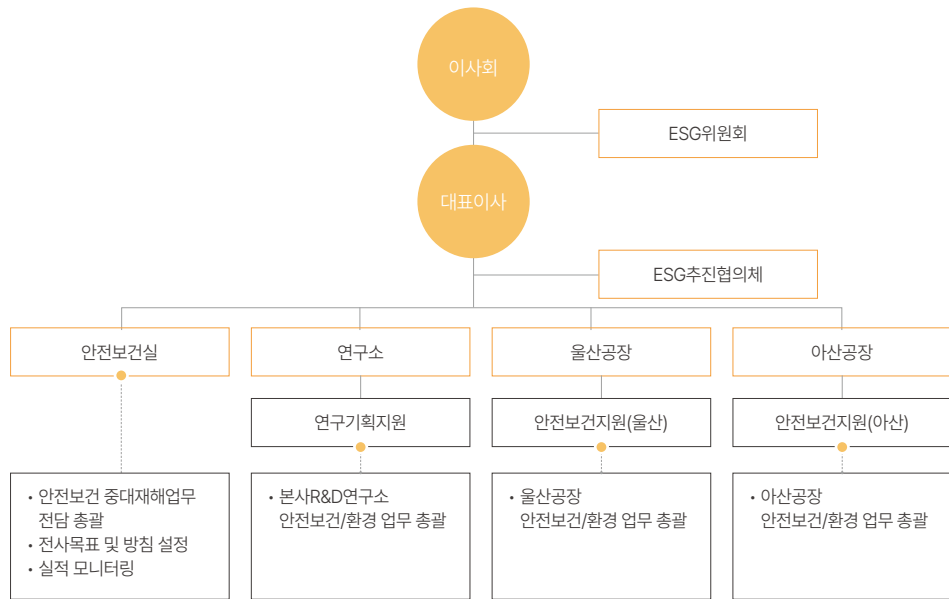 이사회
ESG위원회
대표이사
ESG추진협의체
안전보건실
연구소
울산공장
아산공장
연구기획지원
안전보건지원(울산)
안전보건지원(아산)
• 안전보건 중대재해업무
전담 총괄
• 전사목표 및 방침 설정
• 실적 모니터링
• 본사R&D연구소
안전보건/환경 업무 총괄
• 울산공장
안전보건/환경 업무 총괄
• 아산공장
안전보건/환경 업무 총괄